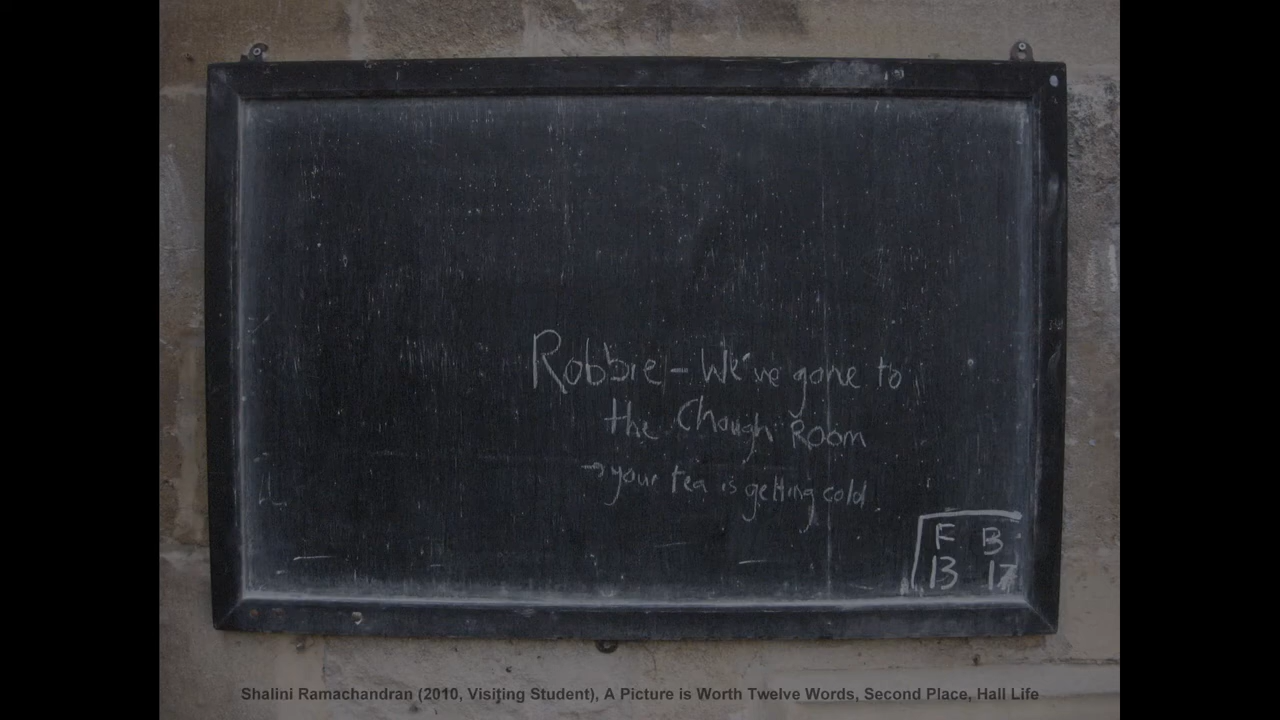 Robbie - We've gone to
the Chough Room
→ your tea is getting cold
F B
13 17
Shalini Ramachandran (2010, Visiting Student), A Picture is Worth Twelve Words, Second Place, Hall Life